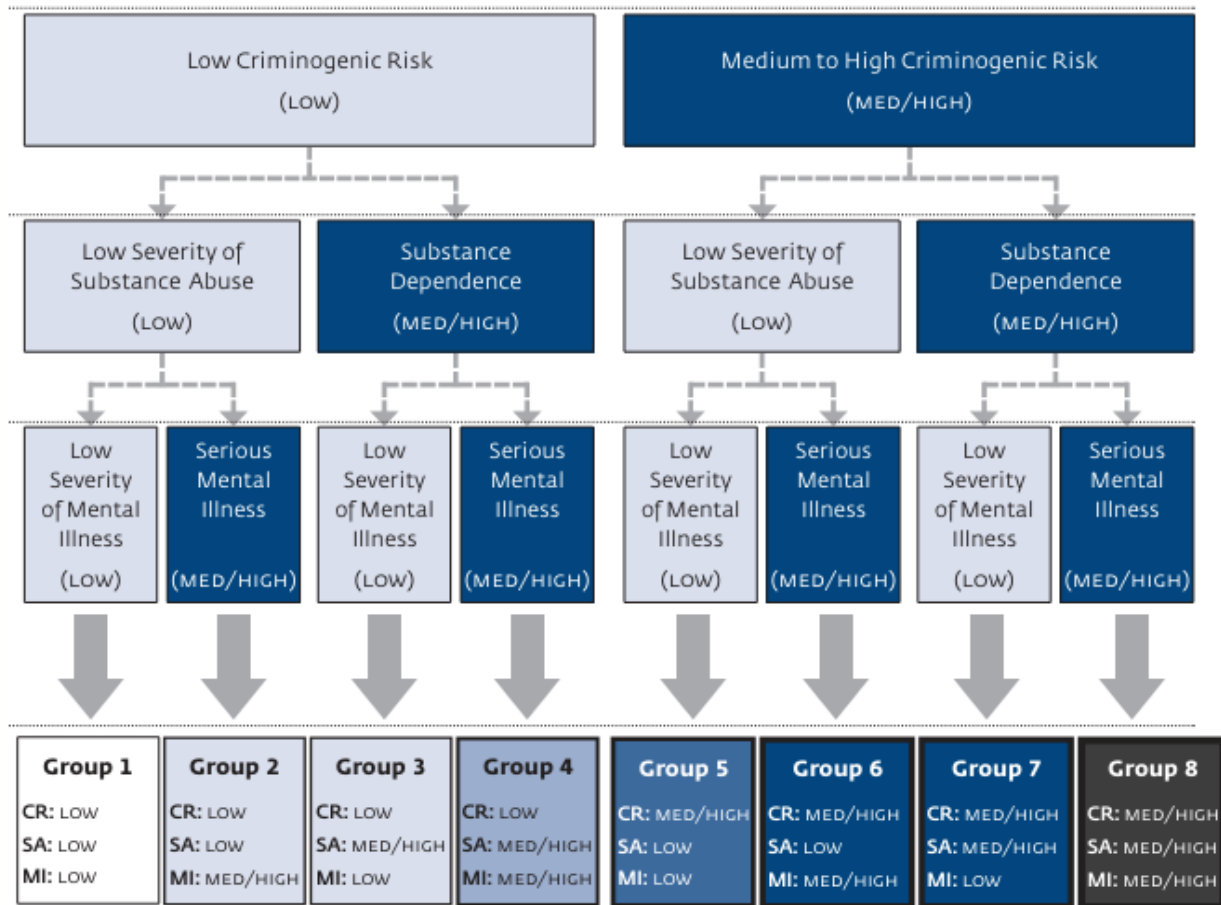 Low Criminogenic Risk
(LOW)
Medium to High Criminogenic Risk
(MED/HIGH)
Low Severity of
Substance Abuse
(LOW)
Substance
Dependence
(MED/HIGH)
Low Severity of
Substance Abuse
(LOW)
Substance
Dependence
(MED/HIGH)
Low
Severity
of Mental
Illness
(LOW)
Serious
Mental
Illness
(MED/HIGH)
Low
Severity
of Mental
Illness
(LOW)
Serious
Mental
Illness
(MED/HIGH)
Low
Severity
of Mental
Illness
(LOW)
Serious
Mental
Illness
(MED/HIGH)
Low
Severity
of Mental
Illness
(LOW)
Serious
Mental
Illness
(MED/HIGH)
Group 1
CR: LOW
SA: LOW
MI: LOW
Group 2
CR: LOW
SA: LOW
MI: MED/HIGH
Group 3
CR: LOW
SA: MED/HIGH
MI: LOW
Group 4
CR: LOW
SA: MED/HIGH
MI: MED/HIGH
Group 5
CR: MED/HIGH
SA: LOW
MI: LOW
Group 6
CR: MED/HIGH
SA: LOW
MI: MED/HIGH
Group 7
CR: MED/HIGH
SA: MED/HIGH
MI: LOW
Group 8
CR: MED/HIGH
SA: MED/HIGH
MI: MED/HIGH